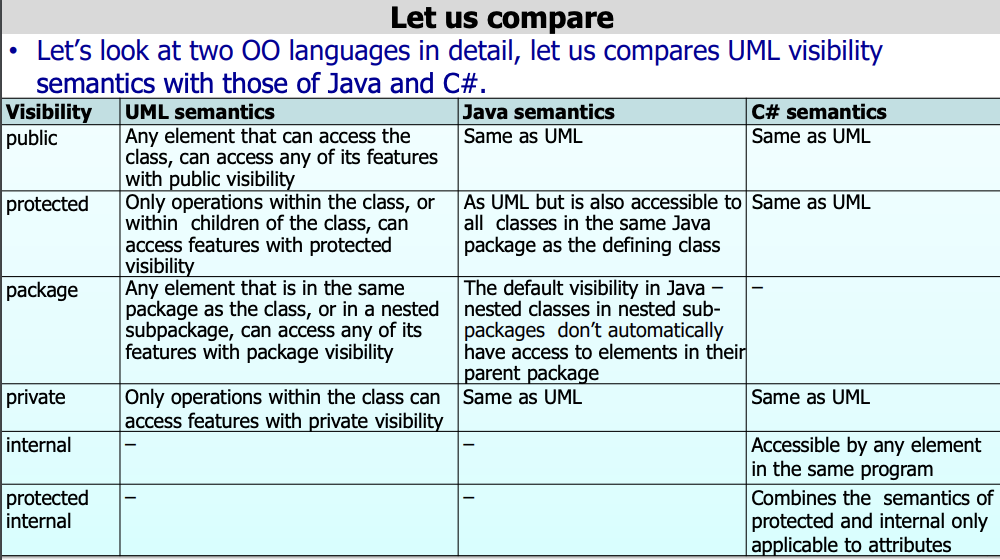 Let us compare
• Let’s look at two OO languages in detail, let us compares UML visibility
semantics with those of Java and C#.
Visibility UML semantics Java semantics C# semantics
public
Any element that can access the
class, can access any of its features
with public visibility
Same as UML
Same as UML
protected
Only operations within the class, or
within children of the class, can
access features with protected
visibility
As UML but is also accessible to
all classes in the same Java
package as the defining class
Same as UML
package
Any element that is in the same
package as the class, or in a nested
subpackage, can access any of its
features with package visibility
The default visibility in Java –
nested classes in nested sub-
packages don’t automatically
have access to elements in their
parent package
–
private
Only operations within the class can
access features with private visibility
Same as UML
Same as UML
internal
–
–
Accessible by any element
in the same program
protected
internal
–
–
Combines the semantics of
protected and internal only
applicable to attributes